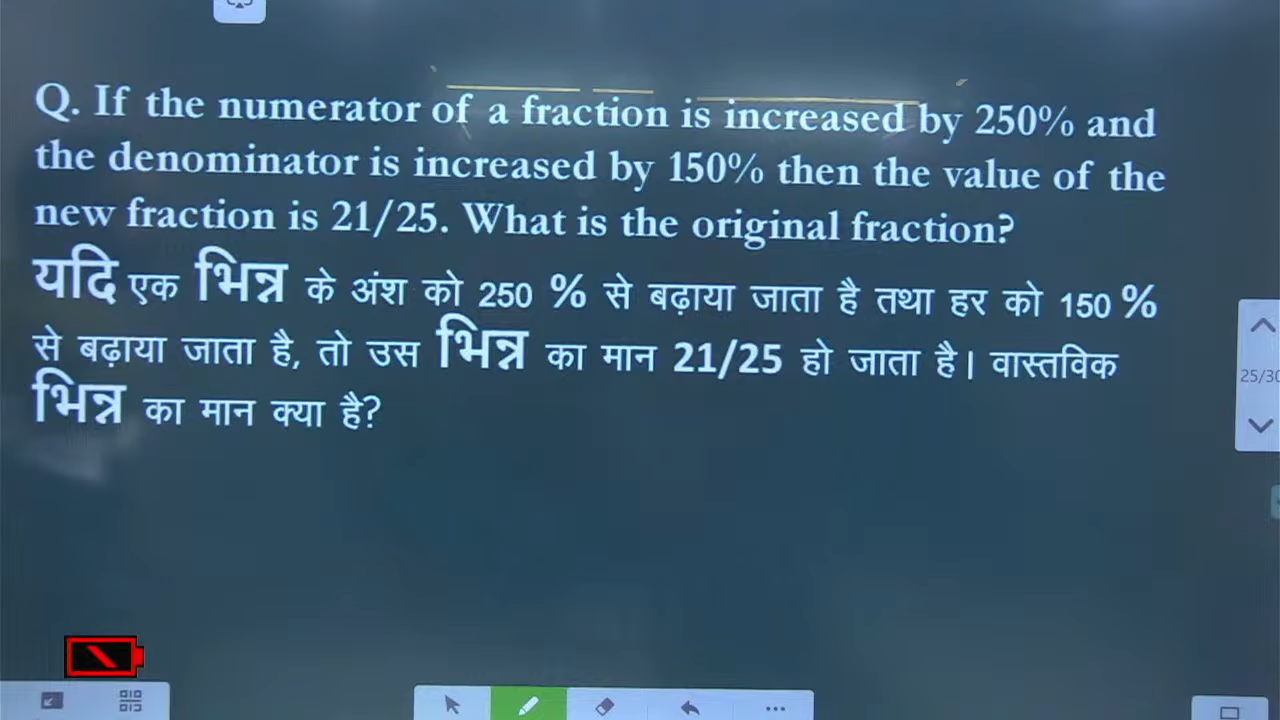 Q. If the numerator of a fraction is increased by 250% and
the denominator is increased by 150% then the value of the
new fraction is 21/25. What is the original fraction?
यदि एक भिन्न के अंश को 250 % से बढ़ाया जाता है तथा हर को 150 %
से बढ़ाया जाता है, तो उस भिन्न का मान 21/25 हो जाता है। वास्तविक
भिन्न का मान क्या है?
25/30